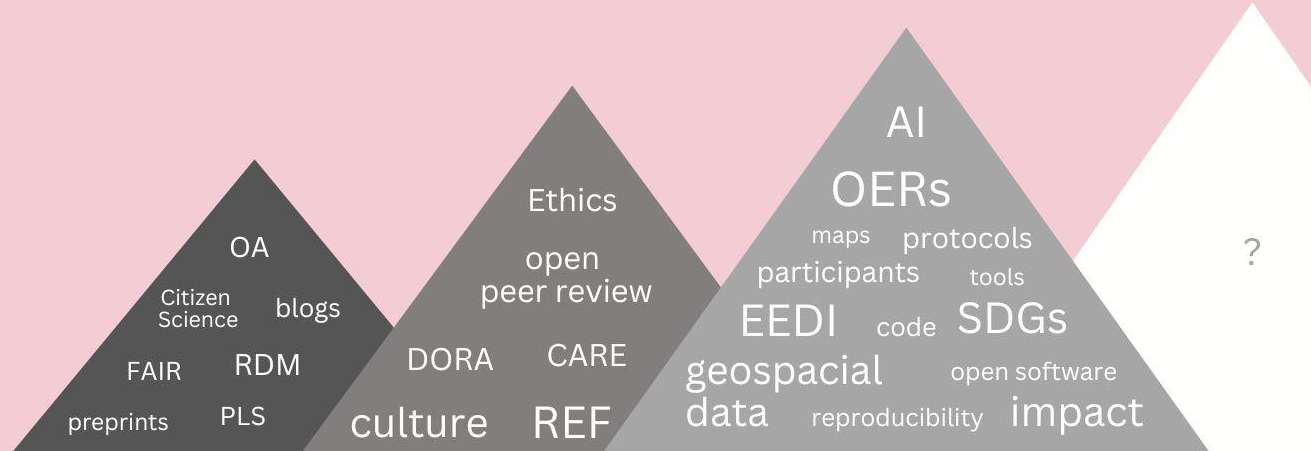 OA
Citizen
Science
blogs
FAIR
RDM
preprints
PLS
Ethics
open
peer review
DORA
CARE
culture
REF
AI
OERs
maps
protocols
participants
tools
EEDI
code
SDGs
geospacial
data
open software
reproducibility
impact
?